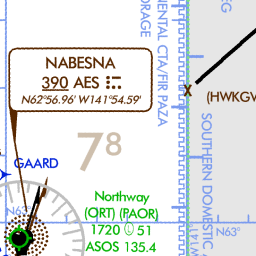 NABESNA
390 AES
N62°56.96' W141°54.59'
ORAGE
ENTAL CTA/FIR PAZA
EG
X
(HWKGW
7⁸
GAARD
SOUTHERN DOMESTIC
Northway
(ORT) (PAOR)
1720 51
ASOS 135.4
N63°
N63°